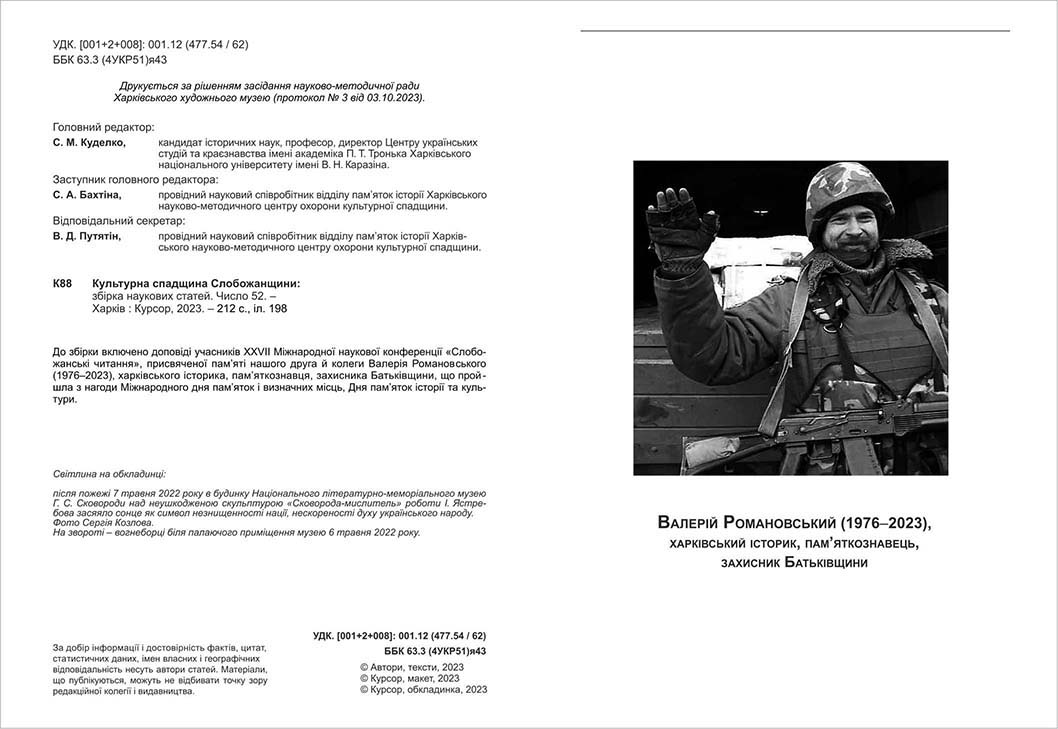 УДК. [001+2+008]: 001.12 (477.54 / 62)
ББК 63.3 (4УКР51)я43
Друкується за рішенням засідання науково-методичної ради
Харківського художнього музею (протокол № 3 від 03.10.2023).
Головний редактор:
С. М. Куделко, кандидат історичних наук, професор, директор Центру українських
студій та краєзнавства імені академіка П. Т. Тронька Харківського
національного університету імені В. Н. Каразіна.
Заступник головного редактора:
С. А. Бахтіна, провідний науковий співробітник відділу пам’яток історії Харківського
науково-методичного центру охорони культурної спадщини.
Відповідальний секретар:
В. Д. Путятін, провідний науковий співробітник відділу пам’яток історії Харків-
ського науково-методичного центру охорони культурної спадщини.
К88 Культурна спадщина Слобожанщини:
збірка наукових статей. Число 52. –
Харків : Курсор, 2023. – 212 с., іл. 198
До збірки включено доповіді учасників XXVII Міжнародної наукової конференції «Слобо-
жанські читання», присвяченої пам’яті нашого друга й колеги Валерія Романовського
(1976–2023), харківського історика, пам’яткознавця, захисника Батьківщини, що прой-
шла з нагоди Міжнародного дня пам’яток і визначних місць, Дня пам’яток історії та куль-
тури.
Світлина на обкладинці:
після пожежі 7 травня 2022 року в будинку Національного літературно-меморіального музею
Г. С. Сковороди над неушкодженою скульптурою «Сковорода-мислитель» роботи І. Ястре-
бова засяяло сонце як символ незнищенності нації, нескореності духу українського народу.
Фото Сергія Козлова.
На звороті – вогнеборці біля палаючого приміщення музею 6 травня 2022 року.
За добір інформації і достовірність фактів, цитат,
статистичних даних, імен власних і географічних
відповідальність несуть автори статей. Матеріали,
що публікуються, можуть не відбивати точку зору
редакційної колегії і видавництва.
УДК. [001+2+008]: 001.12 (477.54 / 62)
ББК 63.3 (4УКР51)я43
© Автори, тексти, 2023
© Курсор, макет, 2023
© Курсор, обкладинка, 2023
Валерій Романовський (1976–2023),
харківський історик, пам’яткознавець,
захисник Батьківщини